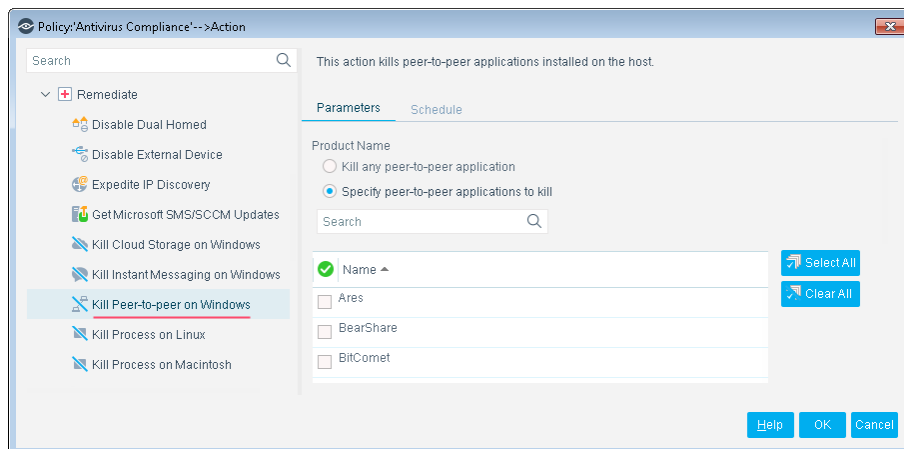 Policy:'Antivirus Compliance'-->Action
Search
Remediate
Disable Dual Homed
Disable External Device
Expedite IP Discovery
Get Microsoft SMS/SCCM Updates
Kill Cloud Storage on Windows
Kill Instant Messaging on Windows
Kill Peer-to-peer on Windows
Kill Process on Linux
Kill Process on Macintosh
This action kills peer-to-peer applications installed on the host.
Parameters
Schedule
Product Name
Kill any peer-to-peer application
Specify peer-to-peer applications to kill
Search
Name
Ares
BearShare
BitComet
Select All
Clear All
Help
OK
Cancel